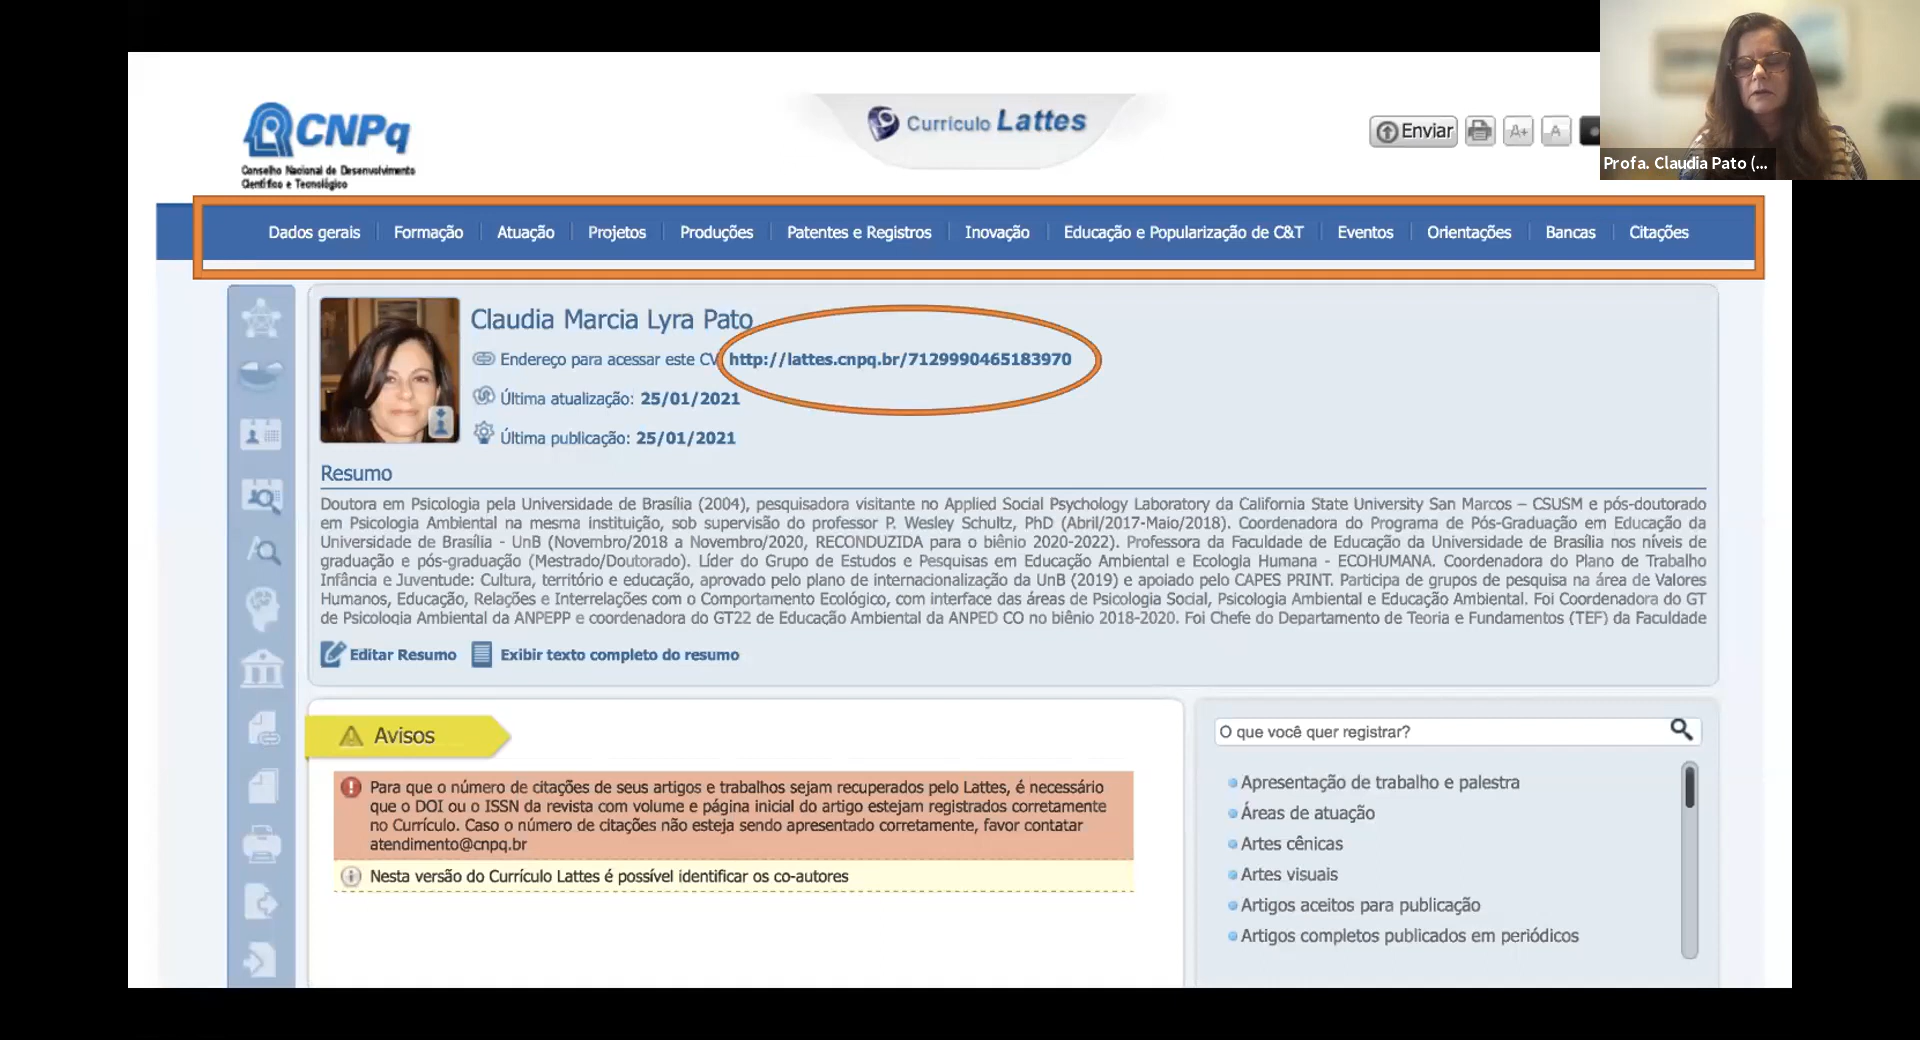 CNPq
Conselho Nacional de Desenvolvimento
Científico e Tecnológico
Currículo Lattes
Enviar
A+
A
Profa. Claudia Pato (...
Dados gerais
Formação
Atuação
Projetos
Produções
Patentes e Registros
Inovação
Educação e Popularização de C&T
Eventos
Orientações
Bancas
Citações
Claudia Marcia Lyra Pato
Endereço para acessar este CV
http://lattes.cnpq.br/7129990465183970
Última atualização: 25/01/2021
Última publicação: 25/01/2021
Resumo
Doutora em Psicologia pela Universidade de Brasília (2004), pesquisadora visitante no Applied Social Psychology Laboratory da California State University San Marcos – CSUSM e pós-doutorado
em Psicologia Ambiental na mesma instituição, sob supervisão do professor P. Wesley Schultz, PhD (Abril/2017-Maio/2018). Coordenadora do Programa de Pós-Graduação em Educação da
Universidade de Brasília - UnB (Novembro/2018 a Novembro/2020, RECONDUZIDA para o biênio 2020-2022). Professora da Faculdade de Educação da Universidade de Brasília nos níveis de
graduação e pós-graduação (Mestrado/Doutorado). Líder do Grupo de Estudos e Pesquisas em Educação Ambiental e Ecologia Humana - ECOHUMANA. Coordenadora do Plano de Trabalho
Infância e Juventude: Cultura, território e educação, aprovado pelo plano de internacionalização da UnB (2019) e apoiado pelo CAPES PRINT. Participa de grupos de pesquisa na área de Valores
Humanos, Educação, Relações e Interrelações com o Comportamento Ecológico, com interface das áreas de Psicologia Social, Psicologia Ambiental e Educação Ambiental. Foi Coordenadora do GT
de Psicologia Ambiental da ANPEPP e coordenadora do GT22 de Educação Ambiental da ANPED CO no biênio 2018-2020. Foi Chefe do Departamento de Teoria e Fundamentos (TEF) da Faculdade
Editar Resumo
Exibir texto completo do resumo
Avisos
Para que o número de citações de seus artigos e trabalhos sejam recuperados pelo Lattes, é necessário
que o DOI ou o ISSN da revista com volume e página inicial do artigo estejam registrados corretamente
no Currículo. Caso o número de citações não esteja sendo apresentado corretamente, favor contatar
atendimento@cnpq.br
Nesta versão do Currículo Lattes é possível identificar os co-autores
O que você quer registrar?
Apresentação de trabalho e palestra
Áreas de atuação
Artes cênicas
Artes visuais
Artigos aceitos para publicação
Artigos completos publicados em periódicos